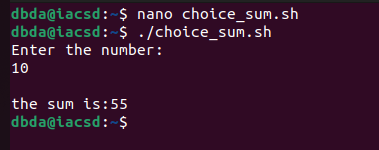 dbda@iacsd:~$ nano choice_sum.sh
dbda@iacsd:~$ ./choice_sum.sh
Enter the number:
10
the sum is:55
dbda@iacsd:~$